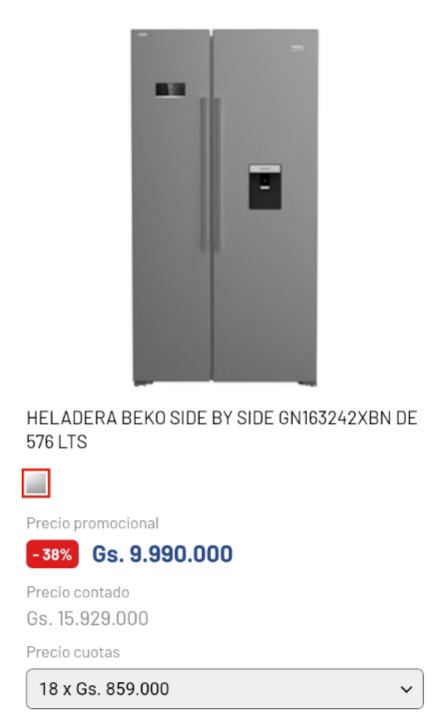 beko
HELADERA BEKO SIDE BY SIDE GN163242XBN DE
576 LTS
Precio promocional
- 38% Gs. 9.990.000
Precio contado
Gs. 15.929.000
Precio cuotas
18 x Gs. 859.000